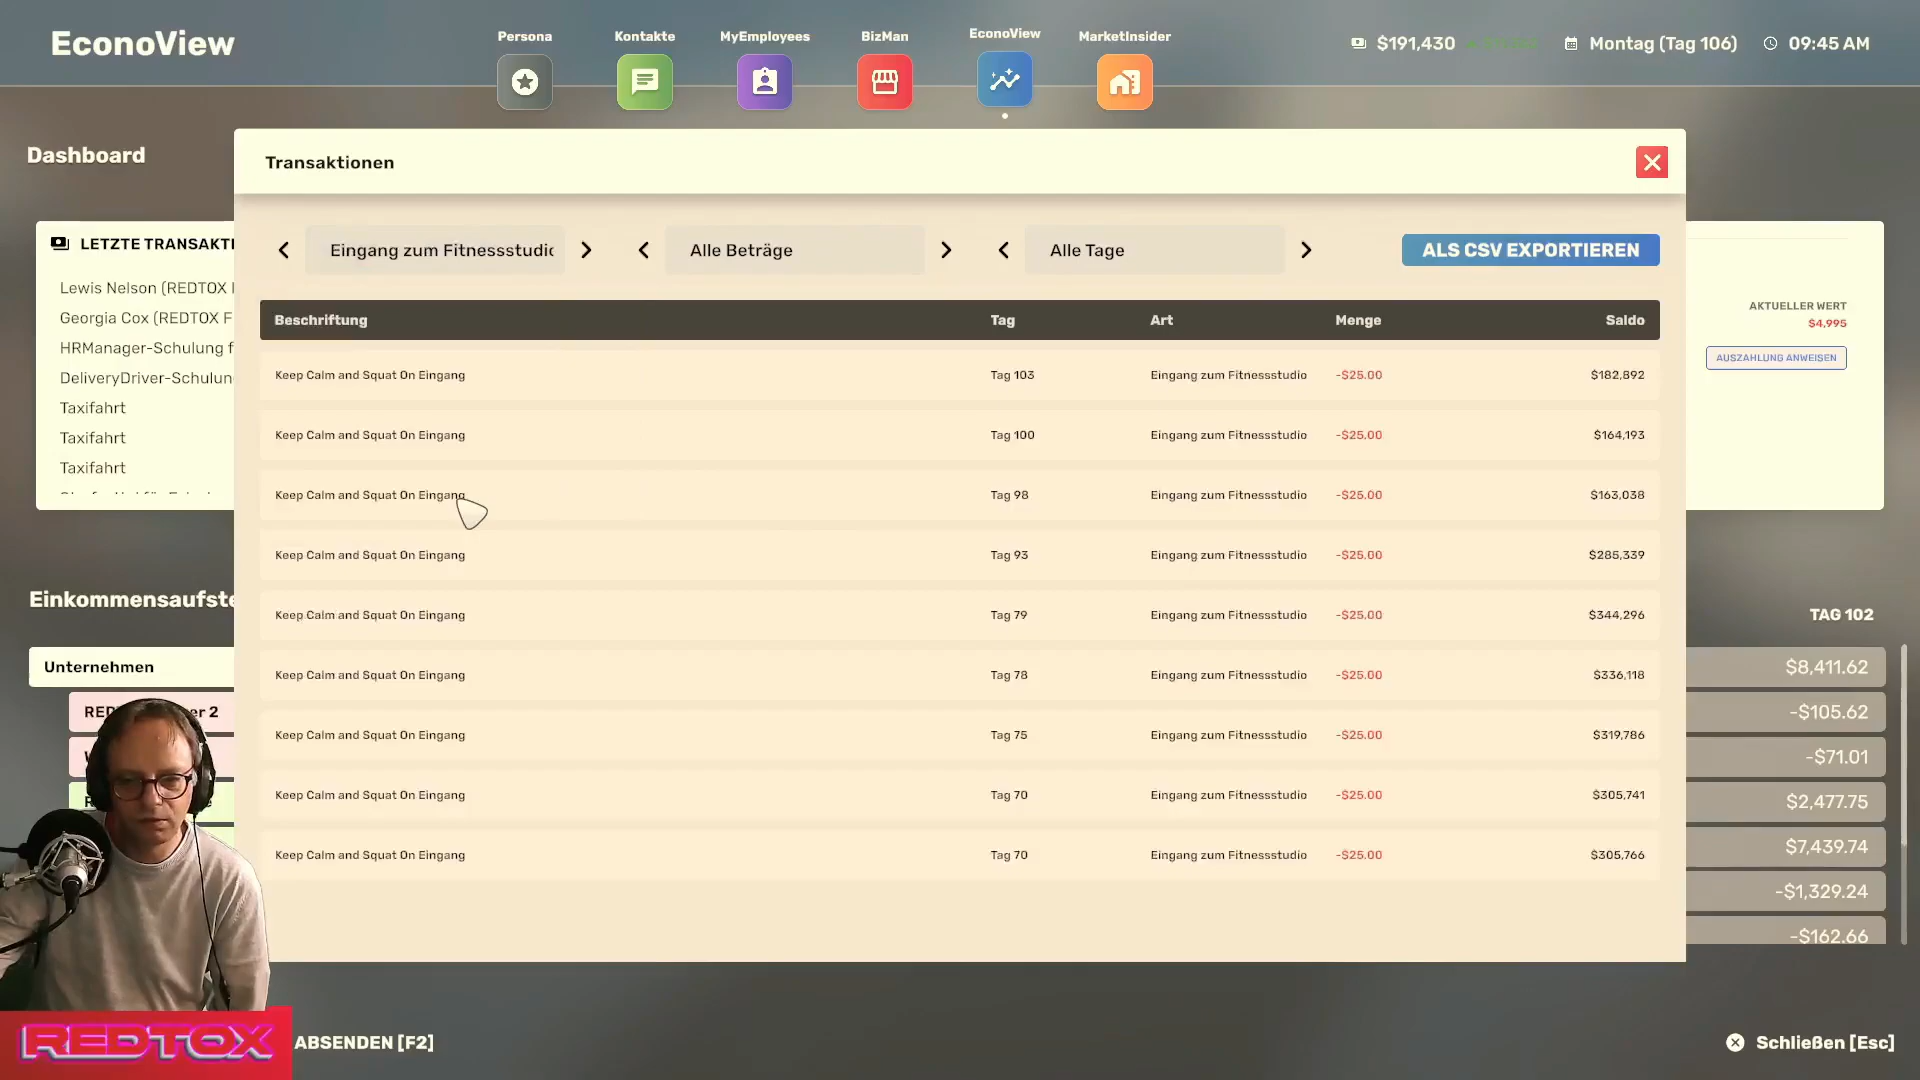 EconoView
Persona
Kontakte
MyEmployees
BizMan
EconoView
MarketInsider
$191,430
Montag (Tag 106)
09:45 AM
Dashboard
Transaktionen
LETZTE TRANSAKTI
Eingang zum Fitnessstudio
Alle Beträge
Alle Tage
ALS CSV EXPORTIEREN
Lewis Nelson (REDTOX
Georgia Cox (REDTOX F
HRManager-Schulung f
DeliveryDriver-Schulun
Taxifahrt
Taxifahrt
Taxifahrt
AKTUELLER WERT
$4,995
AUSZAHLUNG ANWEISEN
Beschriftung Tag Art Menge Saldo
Keep Calm and Squat On Eingang Tag 103 Eingang zum Fitnessstudio -$25.00 $182,892
Keep Calm and Squat On Eingang Tag 100 Eingang zum Fitnessstudio -$25.00 $164,193
Keep Calm and Squat On Eingang Tag 98 Eingang zum Fitnessstudio -$25.00 $163,038
Keep Calm and Squat On Eingang Tag 93 Eingang zum Fitnessstudio -$25.00 $285,339
Keep Calm and Squat On Eingang Tag 79 Eingang zum Fitnessstudio -$25.00 $344,296
Keep Calm and Squat On Eingang Tag 78 Eingang zum Fitnessstudio -$25.00 $336,118
Keep Calm and Squat On Eingang Tag 75 Eingang zum Fitnessstudio -$25.00 $319,786
Keep Calm and Squat On Eingang Tag 70 Eingang zum Fitnessstudio -$25.00 $305,741
Keep Calm and Squat On Eingang Tag 70 Eingang zum Fitnessstudio -$25.00 $305,766
Einkommensaufste
TAG 102
Unternehmen
$8,411.62
RED
er 2
-$105.62
-$71.01
$2,477.75
$7,439.74
-$1,329.24
-$162.66
REDTOX
ABSENDEN [F2]
Schließen [Esc]